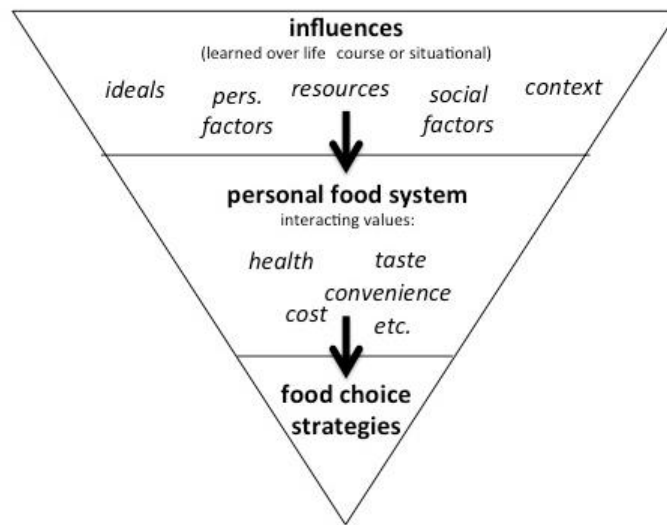 influences
(learned over life course or situational)
ideals pers. factors resources social factors context
personal food system
interacting values:
health taste
cost convenience
etc.
food choice
strategies